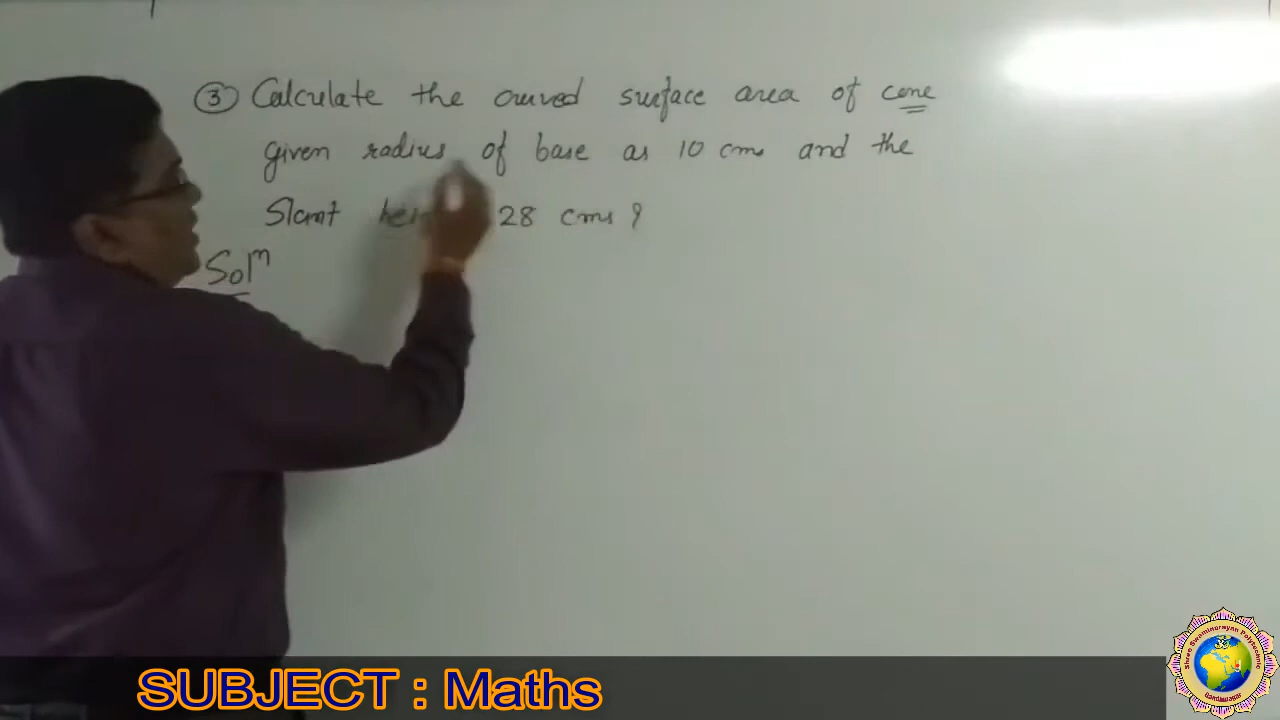 ③ Calculate the curved surface area of cone
given radius of base as 10 cms and the
Slant 28 cms ?
Solⁿ
SUBJECT : Maths